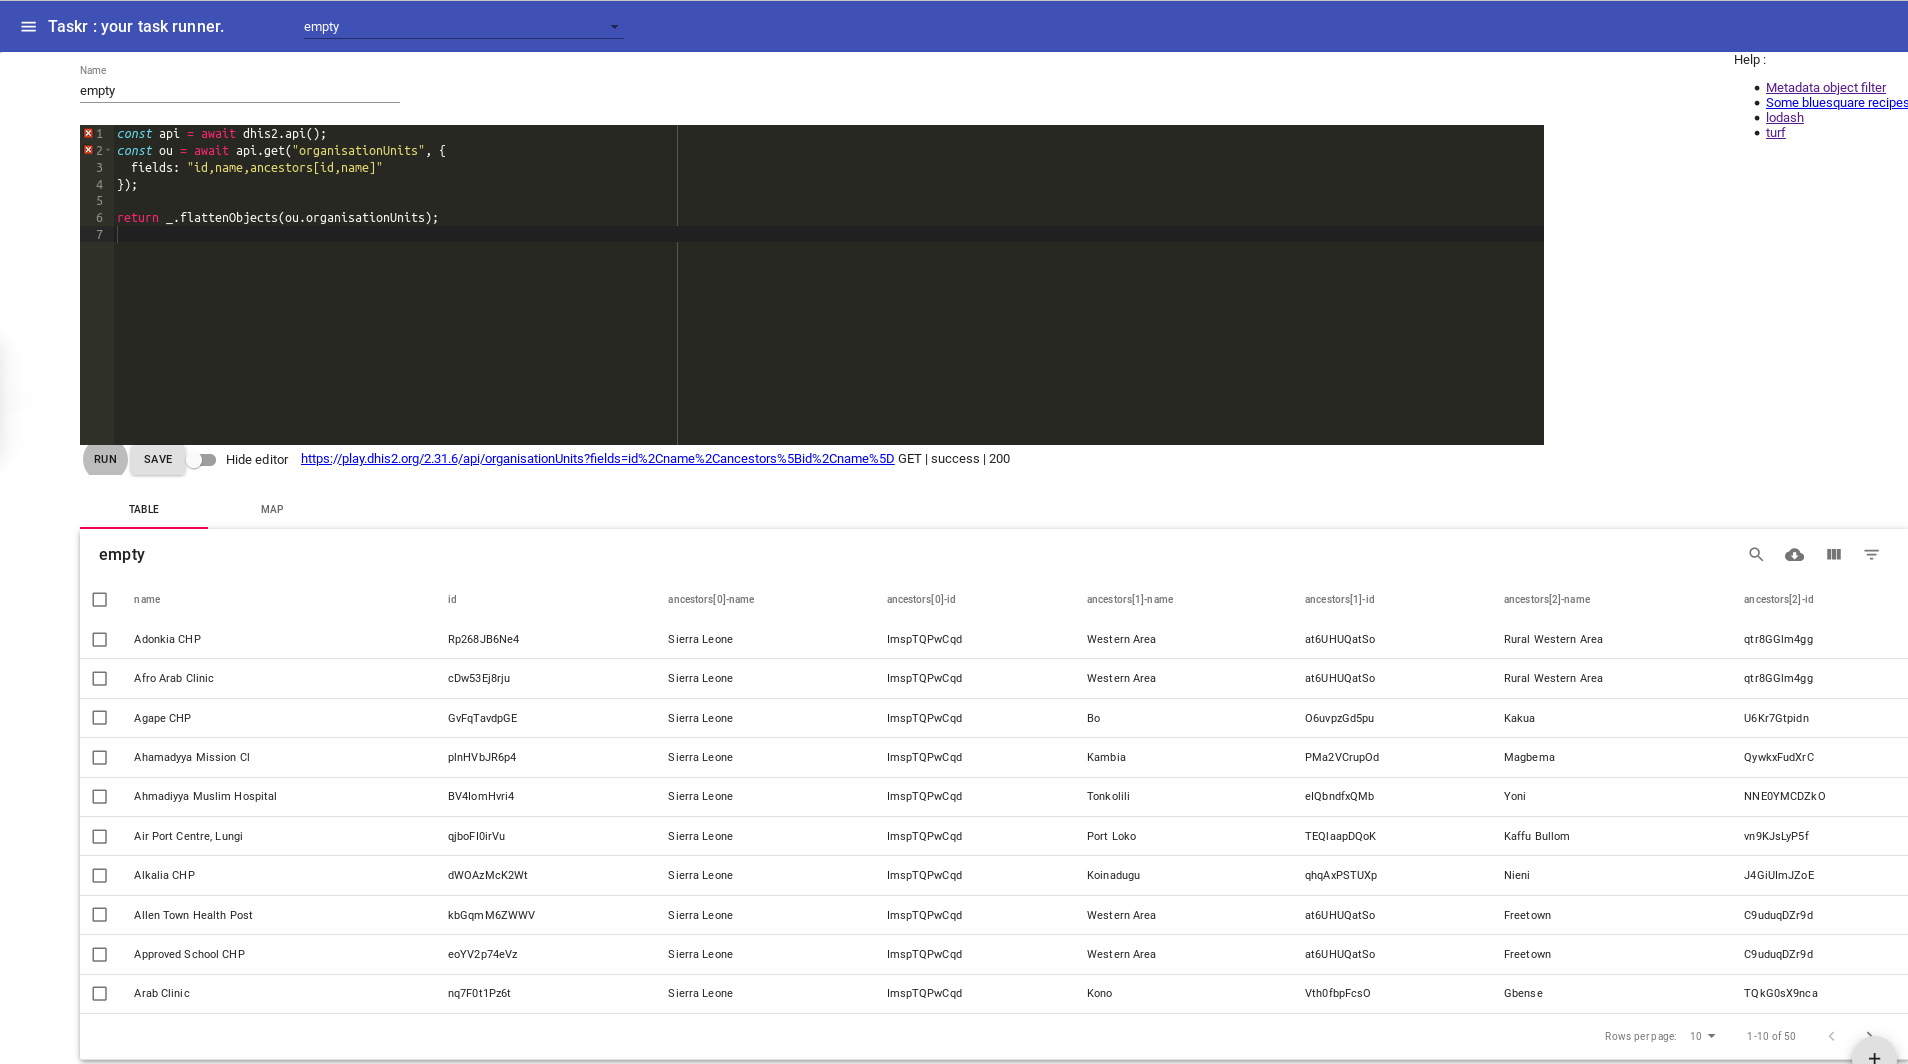 Taskr : your task runner.
empty
Help :
Metadata object filter
Some bluesquare recipes
lodash
turf
Name
empty
1 const api = await dhis2.api();
2 const ou = await api.get("organisationUnits", {
3 fields: "id,name,ancestors[id,name]"
4 });
5
6 return _.flattenObjects(ou.organisationUnits);
7
RUN SAVE Hide editor https://play.dhis2.org/2.31.6/api/organisationUnits?fields=id%2Cname%2Cancestors%5Bid%2Cname%5D GET | success | 200
TABLE MAP
empty
name id ancestors[0]-name ancestors[0]-id ancestors[1]-name ancestors[1]-id ancestors[2]-name ancestors[2]-id
Adonkia CHP Rp268JB6Ne4 Sierra Leone ImspTQPwCqd Western Area at6UHUQatSo Rural Western Area qtr8GGlm4gg
Afro Arab Clinic cDw53Ej8rju Sierra Leone ImspTQPwCqd Western Area at6UHUQatSo Rural Western Area qtr8GGlm4gg
Agape CHP GvFqTavdpGE Sierra Leone ImspTQPwCqd Bo O6uvpzGd5pu Kakua U6Kr7Gtpidn
Ahamadyya Mission Cl plnHVbJR6p4 Sierra Leone ImspTQPwCqd Kambia PMa2VCrupOd Magbema QywkxFudXrC
Ahmadiyya Muslim Hospital BV4IomHvri4 Sierra Leone ImspTQPwCqd Tonkolili eIQbndfxQMb Yoni NNE0YMCDZkO
Air Port Centre, Lungi qjboFI0irVu Sierra Leone ImspTQPwCqd Port Loko TEQlaapDQoK Kaffu Bullom vn9KJsLyP5f
Alkalia CHP dWOAzMcK2Wt Sierra Leone ImspTQPwCqd Koinadugu qhqAxPSTUXp Nieni J4GiUImJZoE
Allen Town Health Post kbGqmM6ZWWV Sierra Leone ImspTQPwCqd Western Area at6UHUQatSo Freetown C9uduqDZr9d
Approved School CHP eoYV2p74eVz Sierra Leone ImspTQPwCqd Western Area at6UHUQatSo Freetown C9uduqDZr9d
Arab Clinic nq7F0t1Pz6t Sierra Leone ImspTQPwCqd Kono Vth0fbpFcsO Gbense TQkG0sX9nca
Rows per page: 10 1-10 of 50